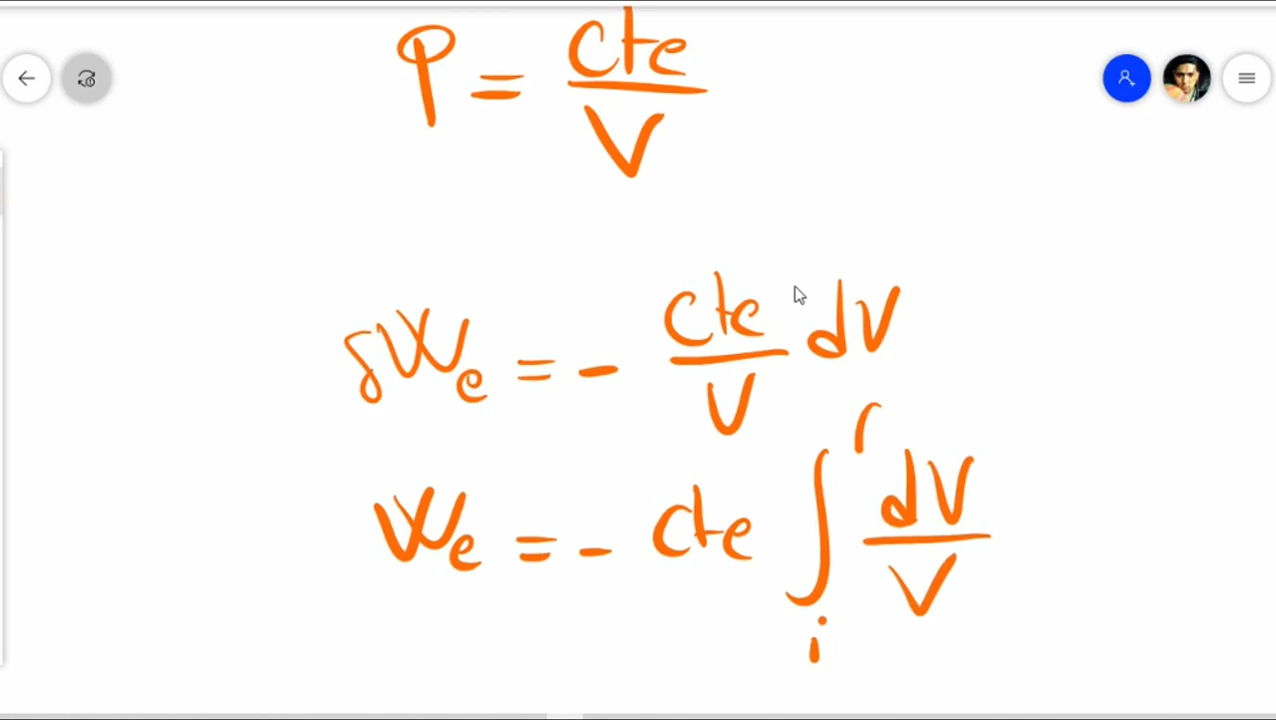 P = cte / V
δWe = - cte / V dV
We = - cte ∫ i f dV / V